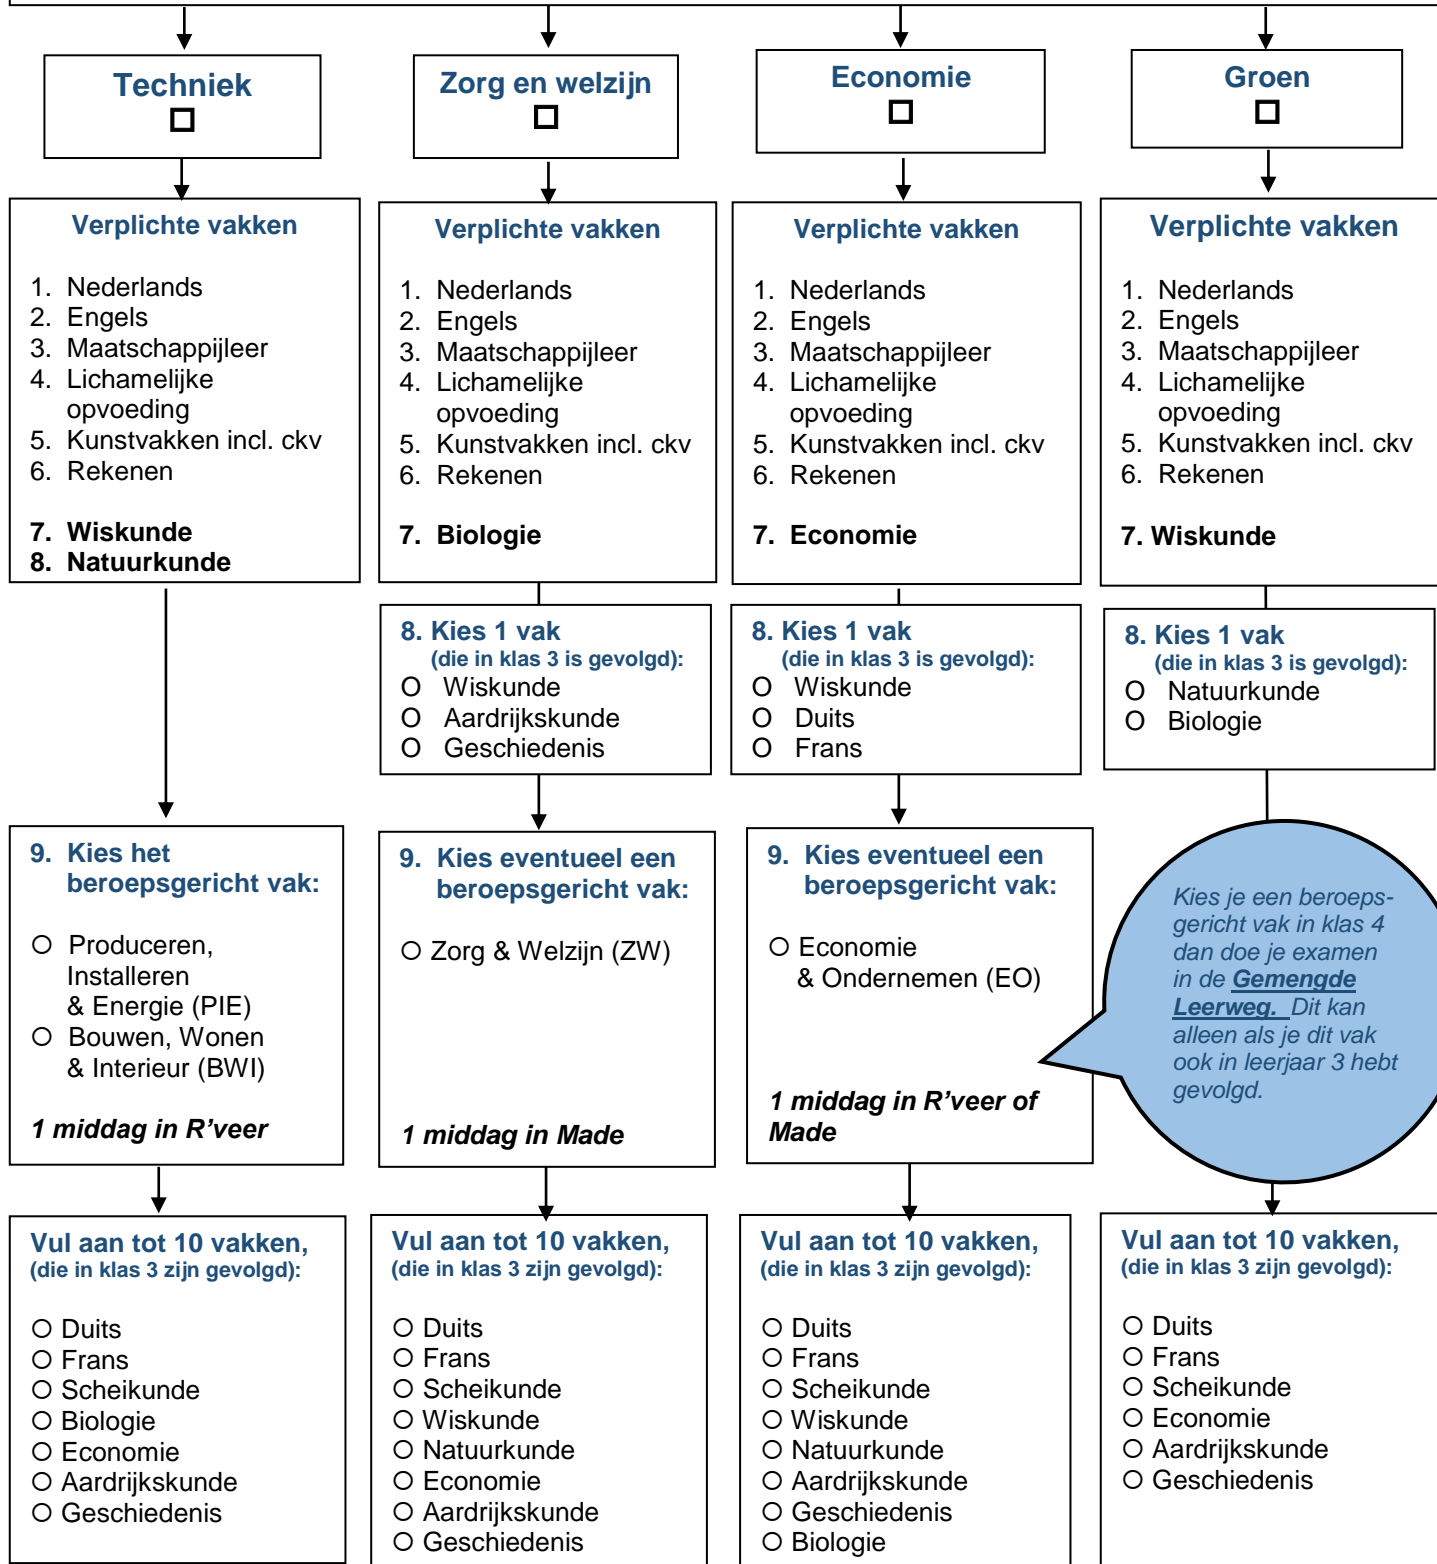 Techniek
☐
Verplichte vakken
1. Nederlands
2. Engels
3. Maatschappijleer
4. Lichamelijke
opvoeding
5. Kunstvakken incl. ckv
6. Rekenen
7. Wiskunde
8. Natuurkunde
9. Kies het
beroepsgericht vak:
O Produceren,
Installeren
& Energie (PIE)
O Bouwen, Wonen
& Interieur (BWI)
1 middag in R’veer
Vul aan tot 10 vakken,
(die in klas 3 zijn gevolgd):
O Duits
O Frans
O Scheikunde
O Biologie
O Economie
O Aardrijkskunde
O Geschiedenis
Zorg en welzijn
☐
Verplichte vakken
1. Nederlands
2. Engels
3. Maatschappijleer
4. Lichamelijke
opvoeding
5. Kunstvakken incl. ckv
6. Rekenen
7. Biologie
8. Kies 1 vak
(die in klas 3 is gevolgd):
O Wiskunde
O Aardrijkskunde
O Geschiedenis
9. Kies eventueel een
beroepsgericht vak:
O Zorg & Welzijn (ZW)
1 middag in Made
Vul aan tot 10 vakken,
(die in klas 3 zijn gevolgd):
O Duits
O Frans
O Scheikunde
O Wiskunde
O Natuurkunde
O Economie
O Aardrijkskunde
O Geschiedenis
Economie
☐
Verplichte vakken
1. Nederlands
2. Engels
3. Maatschappijleer
4. Lichamelijke
opvoeding
5. Kunstvakken incl. ckv
6. Rekenen
7. Economie
8. Kies 1 vak
(die in klas 3 is gevolgd):
O Wiskunde
O Duits
O Frans
9. Kies eventueel een
beroepsgericht vak:
O Economie
& Ondernemen (EO)
1 middag in R’veer of
Made
Vul aan tot 10 vakken,
(die in klas 3 zijn gevolgd):
O Duits
O Frans
O Scheikunde
O Wiskunde
O Natuurkunde
O Aardrijkskunde
O Geschiedenis
O Biologie
Groen
☐
Verplichte vakken
1. Nederlands
2. Engels
3. Maatschappijleer
4. Lichamelijke
opvoeding
5. Kunstvakken incl. ckv
6. Rekenen
7. Wiskunde
8. Kies 1 vak
(die in klas 3 is gevolgd):
O Natuurkunde
O Biologie
Kies je een beroeps-
gericht vak in klas 4
dan doe je examen
in de Gemengde
Leerweg. Dit kan
alleen als je dit vak
ook in leerjaar 3 hebt
gevolgd.
Vul aan tot 10 vakken,
(die in klas 3 zijn gevolgd):
O Duits
O Frans
O Scheikunde
O Economie
O Aardrijkskunde
O Geschiedenis